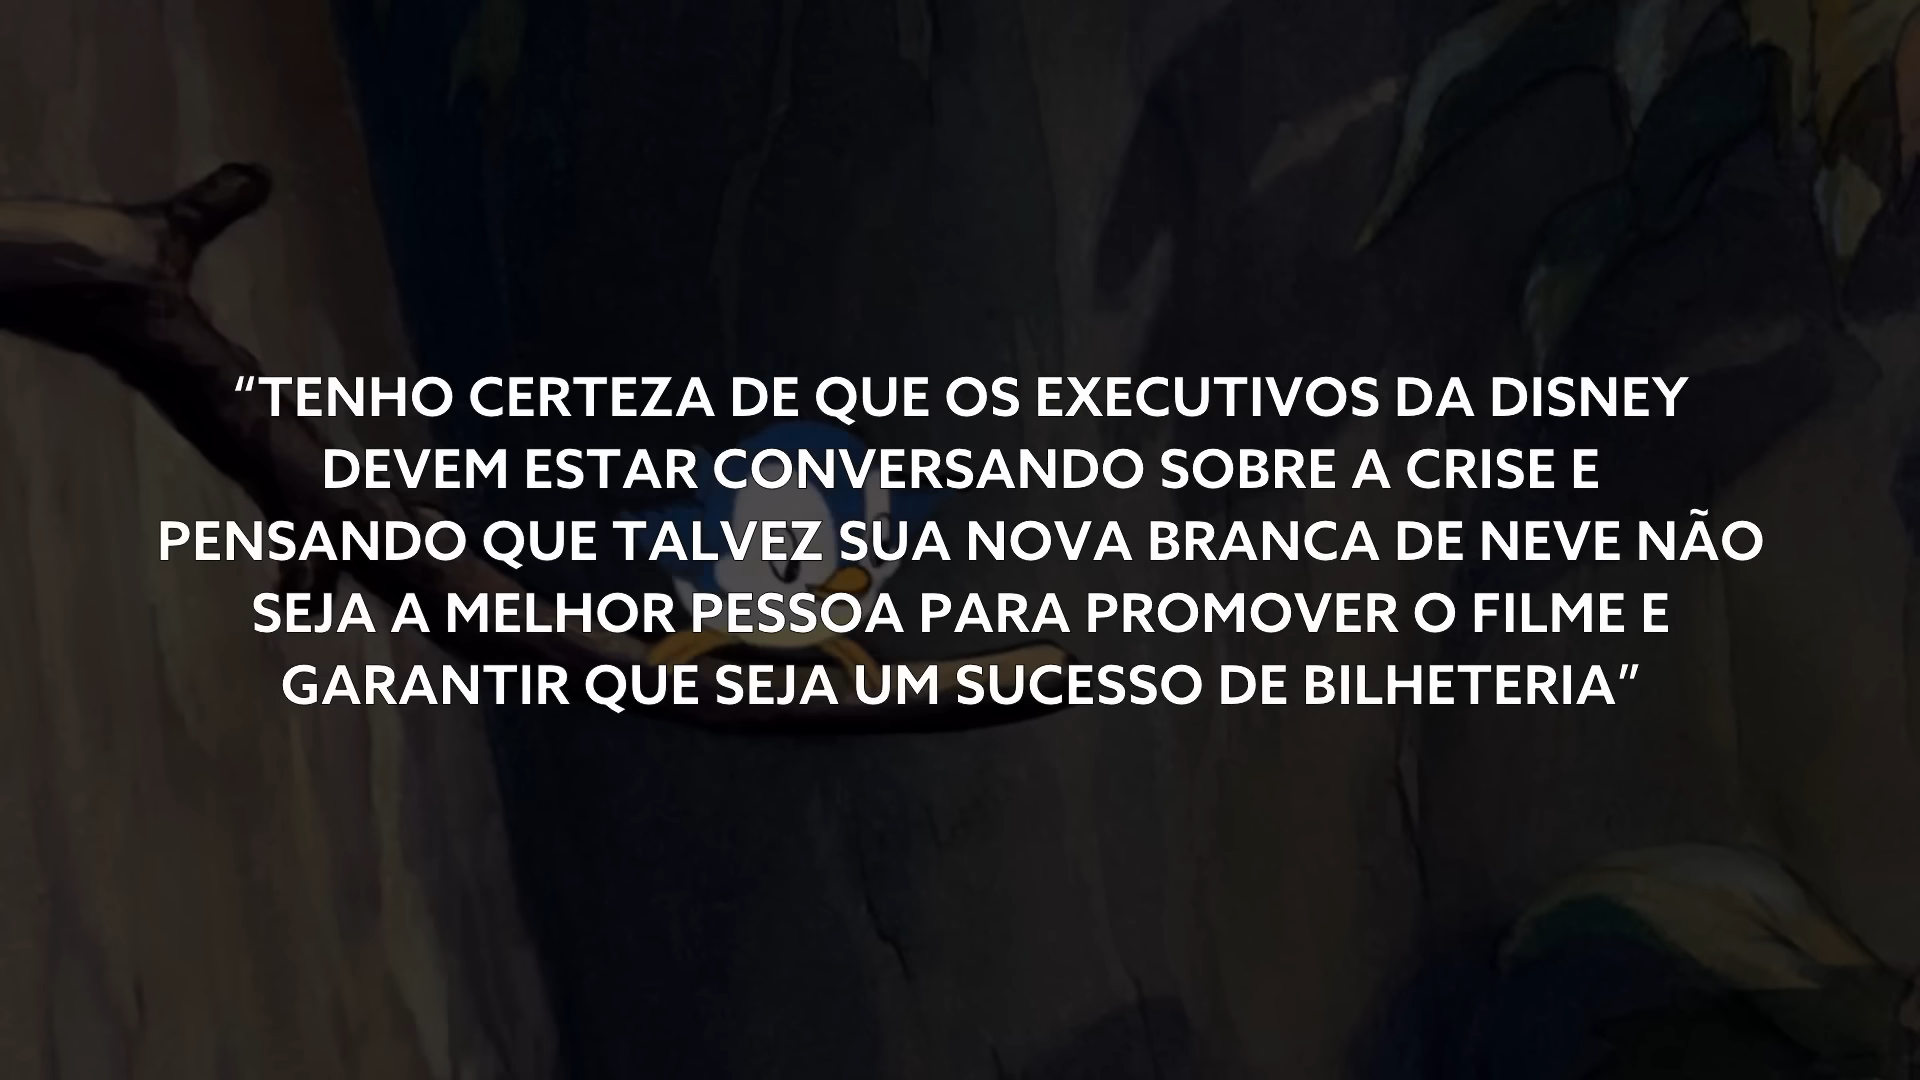 “TENHO CERTEZA DE QUE OS EXECUTIVOS DA DISNEY
DEVEM ESTAR CONVERSANDO SOBRE A CRISE E
PENSANDO QUE TALVEZ SUA NOVA BRANCA DE NEVE NÃO
SEJA A MELHOR PESSOA PARA PROMOVER O FILME E
GARANTIR QUE SEJA UM SUCESSO DE BILHETERIA”